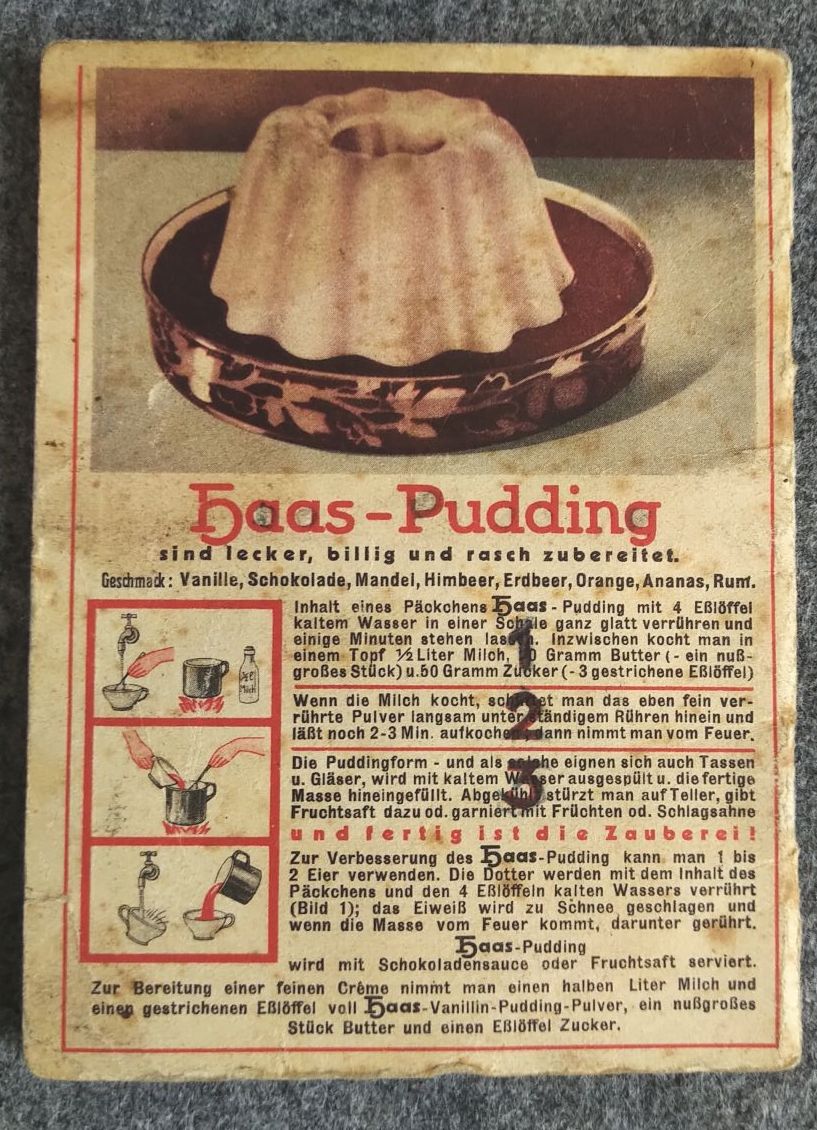 Haas-Pudding
sind lecker, billig und rasch zubereitet.
Geschmack: Vanille, Schokolade, Mandel, Himbeer, Erdbeer, Orange, Ananas, Rum.
Inhalt eines Päckchens Haas-Pudding mit 4 Eßlöffel
kaltem Wasser in einer Schale ganz glatt verrühren und
einige Minuten stehen lassen. Inzwischen kocht man in
einem Topf ½ Liter Milch, Gramm Butter (- ein nuß-
großes Stück) u. 50 Gramm Zucker (- 3 gestrichene Eßlöffel)
1
Wenn die Milch kocht, schüttet man das eben fein ver-
rührte Pulver langsam unter ständigem Rühren hinein und
läßt noch 2-3 Min. aufkochen, dann nimmt man vom Feuer.
2
Die Puddingform - und als solche eignen sich auch Tassen
u. Gläser, wird mit kaltem Wasser ausgespült u. die fertige
Masse hineingefüllt. Abgekühlt stürzt man auf Teller, gibt
Fruchtsaft dazu od. garniert mit Früchten od. Schlagsahne
3
und fertig ist die Zauberei!
Zur Verbesserung des Haas-Pudding kann man 1 bis
2 Eier verwenden. Die Dotter werden mit dem Inhalt des
Päckchens und den 4 Eßlöffeln kalten Wassers verrührt
(Bild 1); das Eiweiß wird zu Schnee geschlagen und
wenn die Masse vom Feuer kommt, darunter gerührt.
Haas-Pudding
wird mit Schokoladensauce oder Fruchtsaft serviert.
Zur Bereitung einer feinen Crême nimmt man einen halben Liter Milch und
einen gestrichenen Eßlöffel voll Haas-Vanillin-Pudding-Pulver, ein nußgroßes
Stück Butter und einen Eßlöffel Zucker.